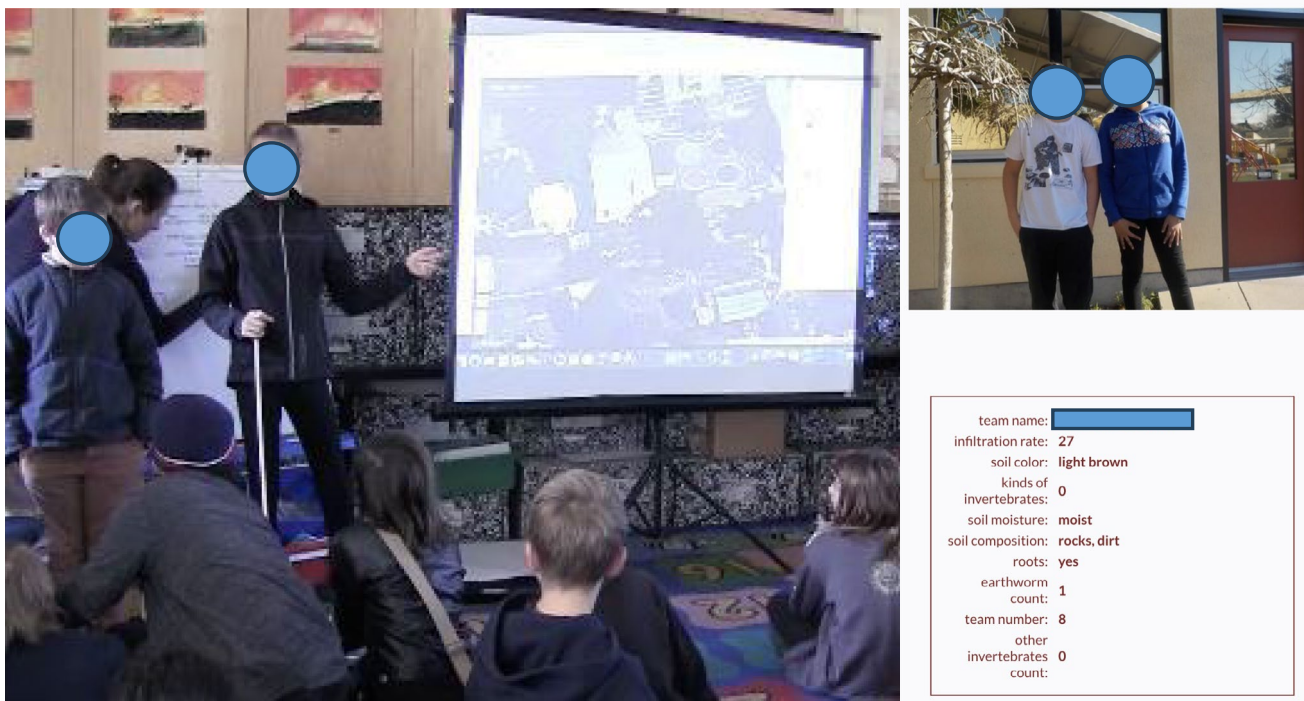 team name:
infiltration rate: 27
soil color: light brown
kinds of
invertebrates: 0
soil moisture: moist
soil composition: rocks, dirt
roots: yes
earthworm
count: 1
team number: 8
other
invertebrates 0
count: